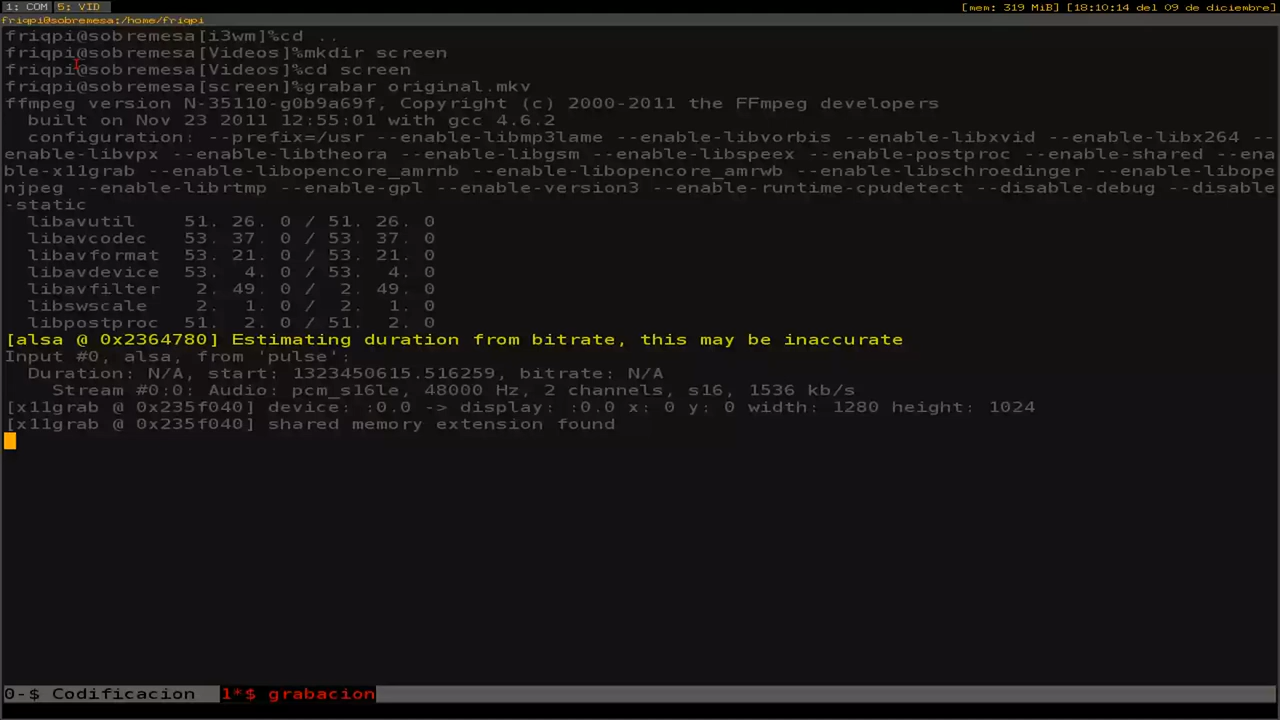 1: COM 5: VID [mem: 319 MiB] [18:10:14 del 09 de diciembre]
friqpi@sobremesa:/home/friqpi
friqpi@sobremesa[i3wm]%cd ..
friqpi@sobremesa[Videos]%mkdir screen
friqpi@sobremesa[Videos]%cd screen
friqpi@sobremesa[screen]%grabar original.mkv
ffmpeg version N-35110-g0b9a69f, Copyright (c) 2000-2011 the FFmpeg developers
built on Nov 23 2011 12:55:01 with gcc 4.6.2
configuration: --prefix=/usr --enable-libmp3lame --enable-libvorbis --enable-libxvid --enable-libx264 --
enable-libvpx --enable-libtheora --enable-libgsm --enable-libspeex --enable-postproc --enable-shared --ena
ble-x11grab --enable-libopencore_amrnb --enable-libopencore_amrwb --enable-libschroedinger --enable-libope
njpeg --enable-librtmp --enable-gpl --enable-version3 --enable-runtime-cpudetect --disable-debug --disable
-static
libavutil 51. 26. 0 / 51. 26. 0
libavcodec 53. 37. 0 / 53. 37. 0
libavformat 53. 21. 0 / 53. 21. 0
libavdevice 53. 4. 0 / 53. 4. 0
libavfilter 2. 49. 0 / 2. 49. 0
libswscale 2. 1. 0 / 2. 1. 0
libpostproc 51. 2. 0 / 51. 2. 0
[alsa @ 0x2364780] Estimating duration from bitrate, this may be inaccurate
Input #0, alsa, from 'pulse':
Duration: N/A, start: 1323450615.516259, bitrate: N/A
Stream #0:0: Audio: pcm_s16le, 48000 Hz, 2 channels, s16, 1536 kb/s
[x11grab @ 0x235f040] device: :0.0 -> display: :0.0 x: 0 y: 0 width: 1280 height: 1024
[x11grab @ 0x235f040] shared memory extension found
0-$ Codificacion 1*$ grabacion